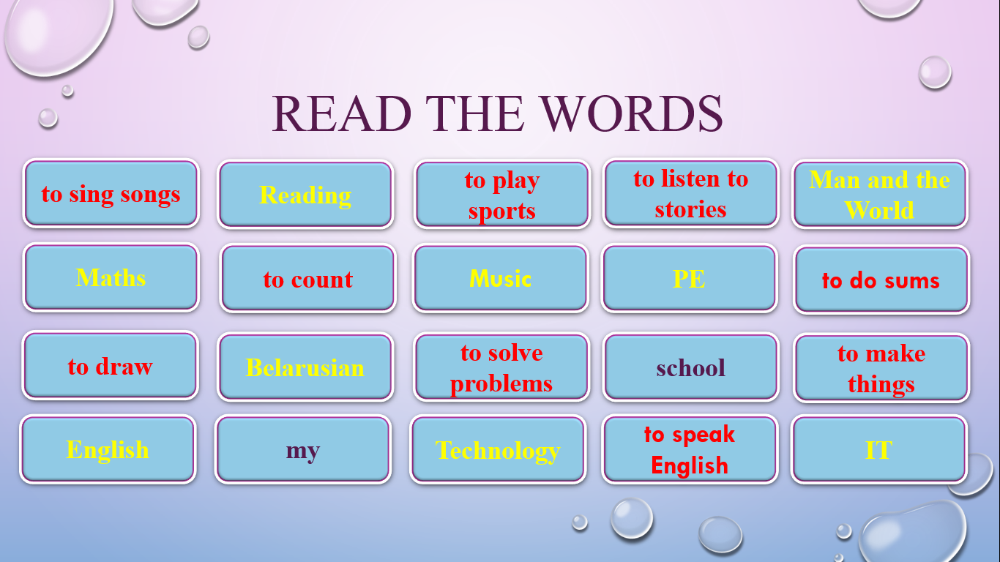 READ THE WORDS
to sing songs
Reading
to play
sports
to listen to
stories
Man and the
World
Maths
to count
Music
PE
to do sums
to draw
Belarusian
to solve
problems
school
to make
things
English
my
Technology
to speak
English
IT